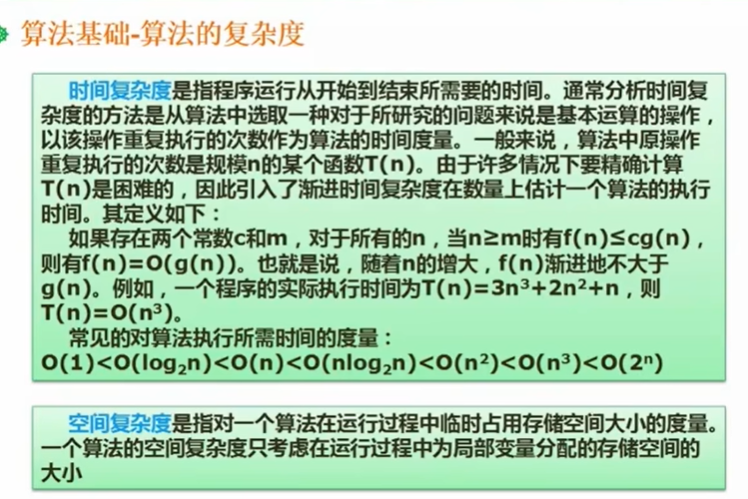 算法基础-算法的复杂度
时间复杂度是指程序运行从开始到结束所需要的时间。通常分析时间复
杂度的方法是从算法中选取一种对于所研究的问题来说是基本运算的操作，
以该操作重复执行的次数作为算法的时间度量。一般来说，算法中原操作
重复执行的次数是规模n的某个函数T(n)。由于许多情况下要精确计算
T(n)是困难的，因此引入了渐进时间复杂度在数量上估计一个算法的执行
时间。其定义如下：
如果存在两个常数c和m，对于所有的n，当n≥m时有f(n)≤cg(n)，
则有f(n)=O(g(n))。也就是说，随着n的增大，f(n)渐进地不大于
g(n)。例如，一个程序的实际执行时间为T(n)=3n³+2n²+n，则
T(n)=O(n³)。
常见的对算法执行所需时间的度量：
O(1)<O(log₂n)<O(n)<O(nlog₂n)<O(n²)<O(n³)<O(2ⁿ)
空间复杂度是指对一个算法在运行过程中临时占用存储空间大小的度量。
一个算法的空间复杂度只考虑在运行过程中为局部变量分配的存储空间的
大小